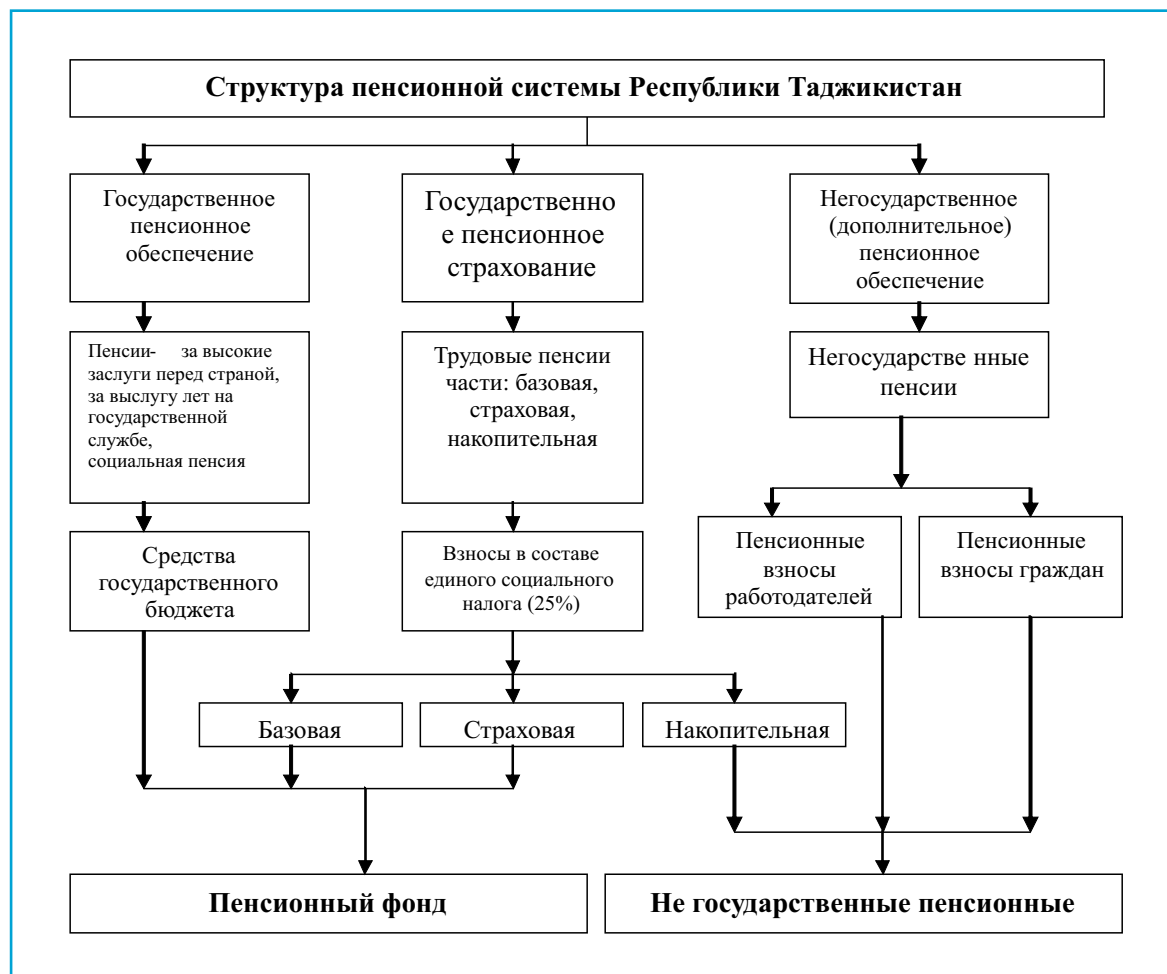 Структура пенсионной системы Республики Таджикистан
Государственное
пенсионное
обеспечение
Государственно
е пенсионное
страхование
Негосударственное
(дополнительное)
пенсионное
обеспечение
Пенсии- за высокие
заслуги перед страной,
за выслугу лет на
государственной
службе,
социальная пенсия
Трудовые пенсии
части: базовая,
страховая,
накопительная
Негосударстве нные
пенсии
Средства
государственного
бюджета
Взносы в составе
единого социального
налога (25%)
Пенсионные
взносы
работодателей
Пенсионные
взносы граждан
Базовая
Страховая
Накопительная
Пенсионный фонд
Не государственные пенсионные